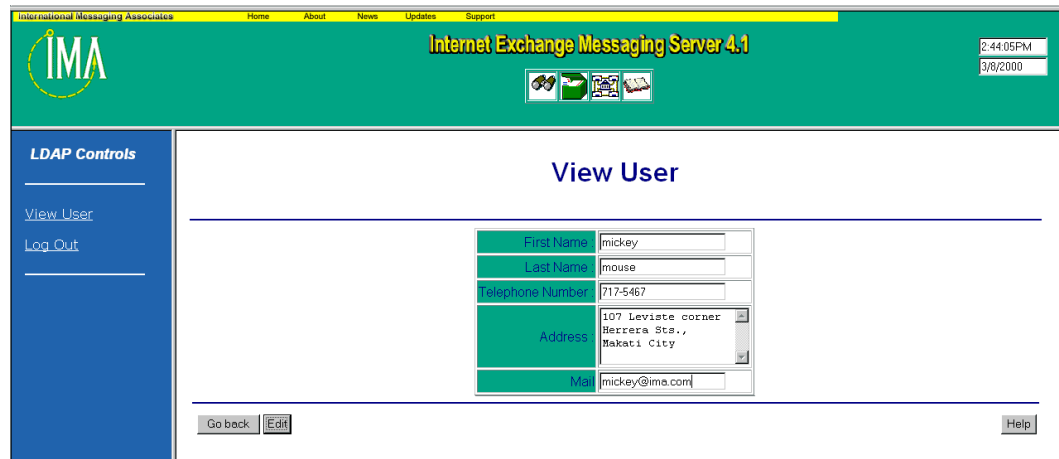 International Messaging Associates Home About News Updates Support
IMA
Internet Exchange Messaging Server 4.1
2:44:05PM
3/8/2000
LDAP Controls
View User
Log Out
View User
First Name : mickey
Last Name : mouse
Telephone Number : 717-5467
Address : 107 Leviste corner
Herrera Sts.,
Makati City
Mail mickey@ima.com
Go back Edit Help